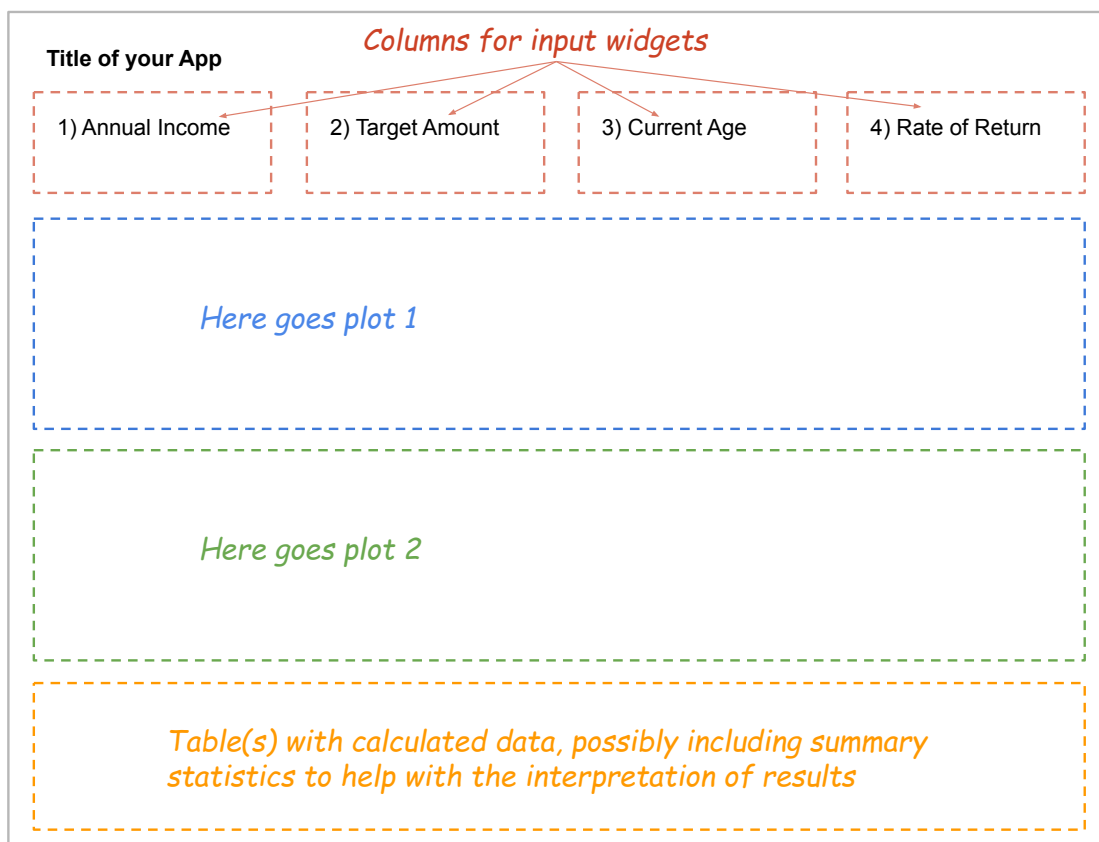 Columns for input widgets
Title of your App
1) Annual Income
2) Target Amount
3) Current Age
4) Rate of Return
Here goes plot 1
Here goes plot 2
Table(s) with calculated data, possibly including summary
statistics to help with the interpretation of results